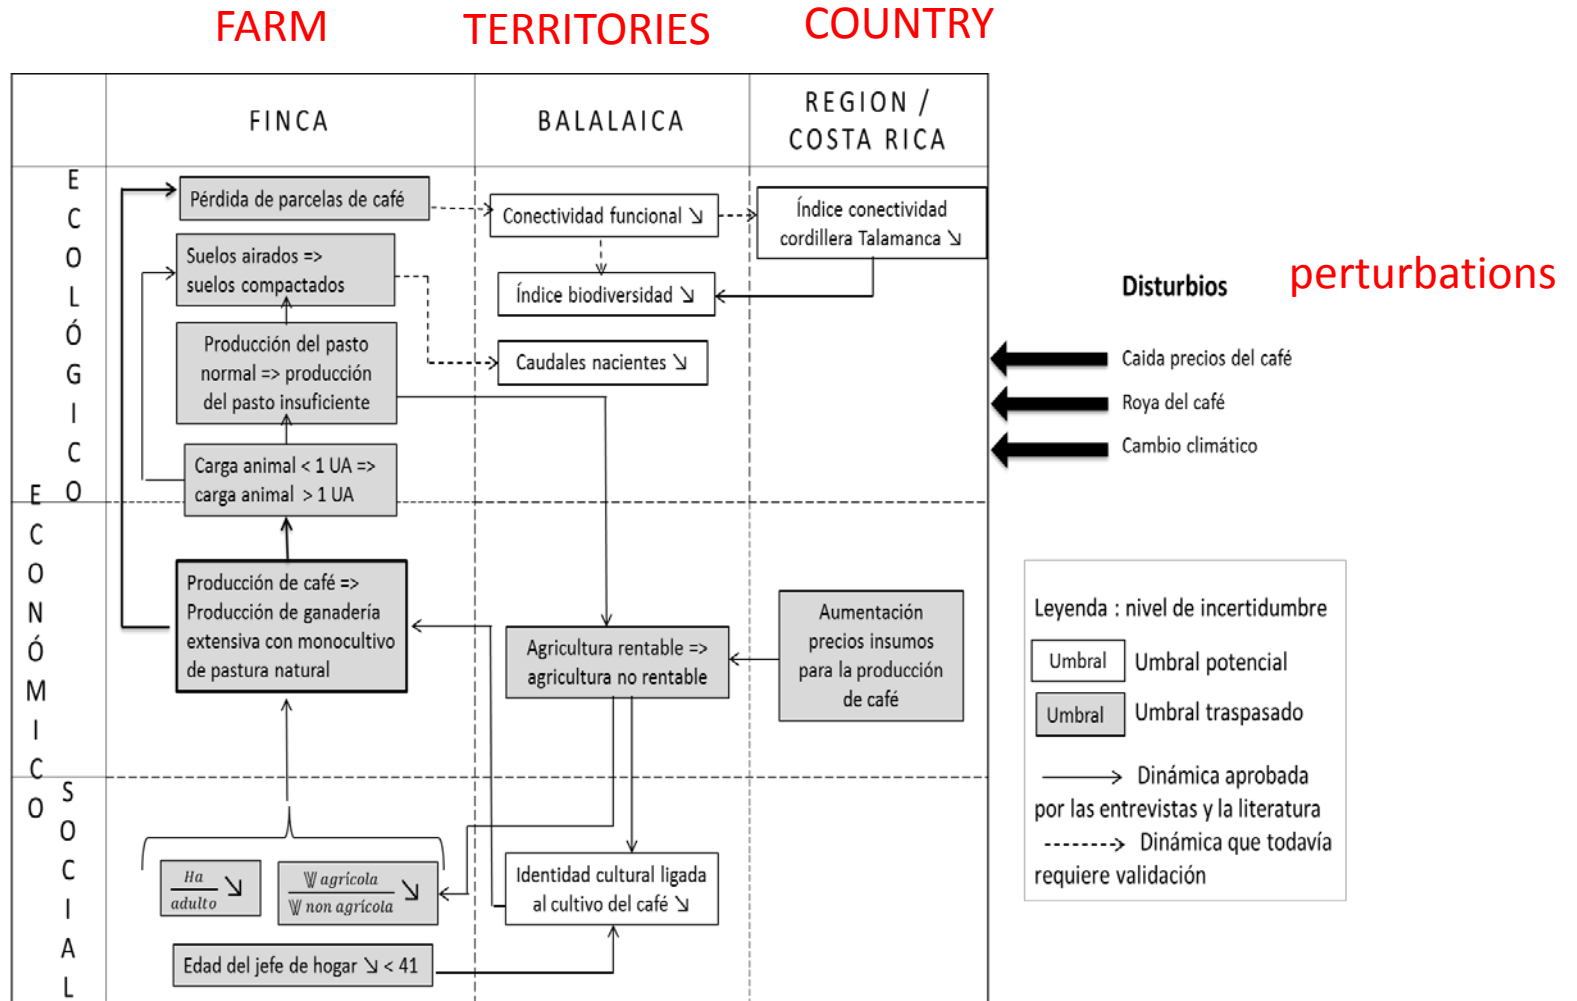 FARM
TERRITORIES
COUNTRY
FINCA
BALALAICA
REGION /
COSTA RICA
ECOLÓGICO
Pérdida de parcelas de café
Conectividad functional ↘
Índice conectividad
cordillera Talamanca ↘
Suelos airados =>
suelos compactados
Índice biodiversidad ↘
Producción del pasto
normal => producción
del pasto insuficiente
Caudales nacientes ↘
Carga animal < 1 UA =>
carga animal > 1 UA
ECONÓMICO
Producción de café =>
Producción de ganadería
extensiva con monocultivo
de pastura natural
Agricultura rentable =>
agricultura no rentable
Aumentación
precios insumos
para la producción
de café
SOCIAL
Ha
adulto ↘
W agrícola
W non agrícola ↘
Identidad cultural ligada
al cultivo del café ↘
Edad del jefe de hogar ↘ < 41
Disturbios
perturbations
Caida precios del café
Roya del café
Cambio climático
Leyenda : nivel de incertidumbre
Umbral Umbral potencial
Umbral Umbral traspasado
Dinámica aprobada
por las entrevistas y la literatura
Dinámica que todavía
requiere validación